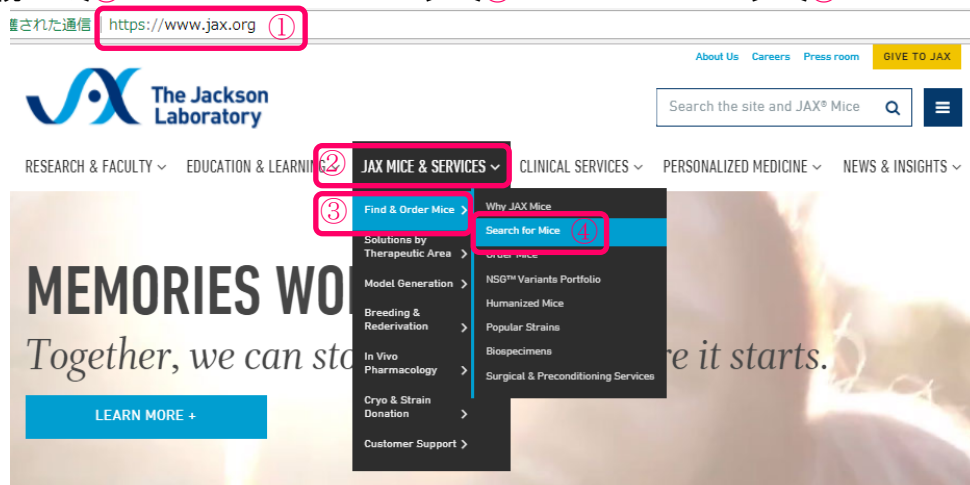 護された通信 https://www.jax.org ①
About Us Careers Press room GIVE TO JAX
The Jackson
Laboratory
Search the site and JAX® Mice
RESEARCH & FACULTY EDUCATION & LEARNING ② JAX MICE & SERVICES CLINICAL SERVICES PERSONALIZED MEDICINE NEWS & INSIGHTS
③ Find & Order Mice
Solutions by
Therapeutic Area
Model Generation
Breeding &
Rederivation
In Vivo
Pharmacology
Cryo & Strain
Donation
Customer Support
Why JAX Mice
Search for Mice ④
Order Mice
NSG™ Variants Portfolio
Humanized Mice
Popular Strains
Biospecimens
Surgical & Preconditioning Services
MEMORIES WO
Together, we can sto e it starts.
LEARN MORE +